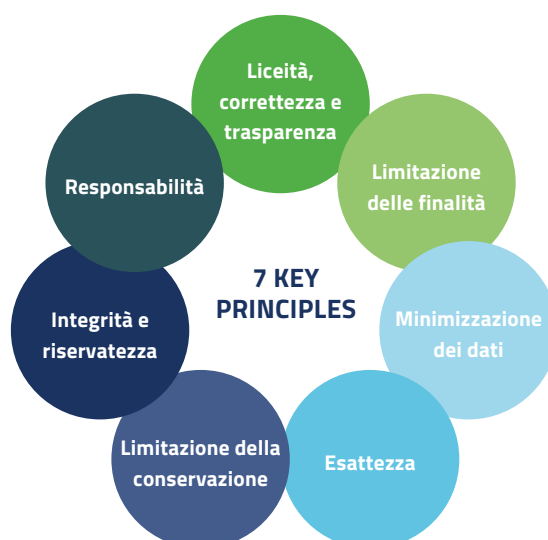 Liceità,
correttezza e
trasparenza
Limitazione
delle finalità
Minimizzazione
dei dati
Esattezza
Limitazione della
conservazione
Integrità e
riservatezza
Responsabilità
7 KEY
PRINCIPLES